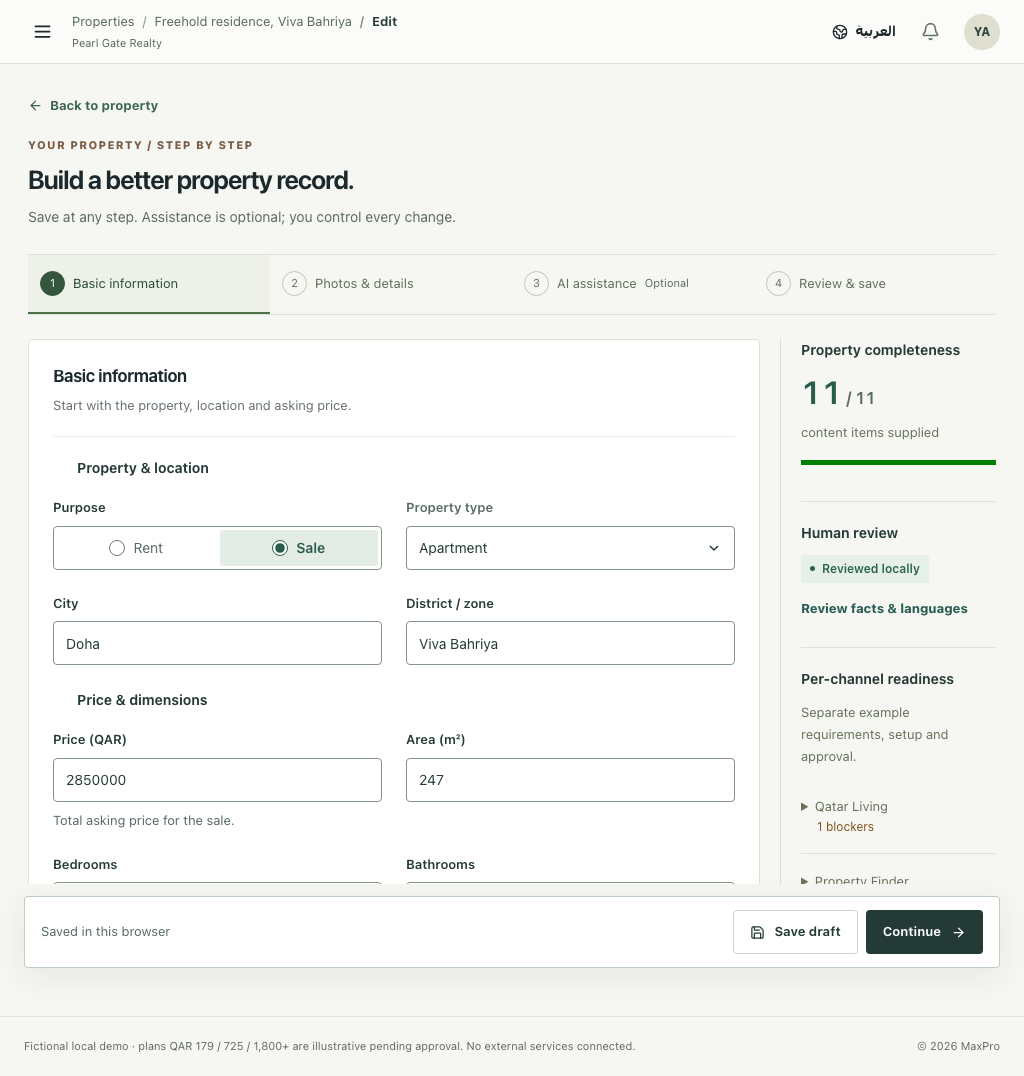 Properties / Freehold residence, Viva Bahriya / Edit
Pearl Gate Realty
العربية
YA
Back to property
YOUR PROPERTY / STEP BY STEP
Build a better property record.
Save at any step. Assistance is optional; you control every change.
1 Basic information
2 Photos & details
3 AI assistance Optional
4 Review & save
Basic information
Start with the property, location and asking price.
Property & location
Purpose
Rent
Sale
Property type
Apartment
City
Doha
District / zone
Viva Bahriya
Price & dimensions
Price (QAR)
2850000
Total asking price for the sale.
Area (m²)
247
Bedrooms
Bathrooms
Property completeness
11 / 11
content items supplied
Human review
Reviewed locally
Review facts & languages
Per-channel readiness
Separate example
requirements, setup and
approval.
Qatar Living
1 blockers
Property Finder
Saved in this browser
Save draft
Continue
Fictional local demo · plans QAR 179 / 725 / 1,800+ are illustrative pending approval. No external services connected.
© 2026 MaxPro